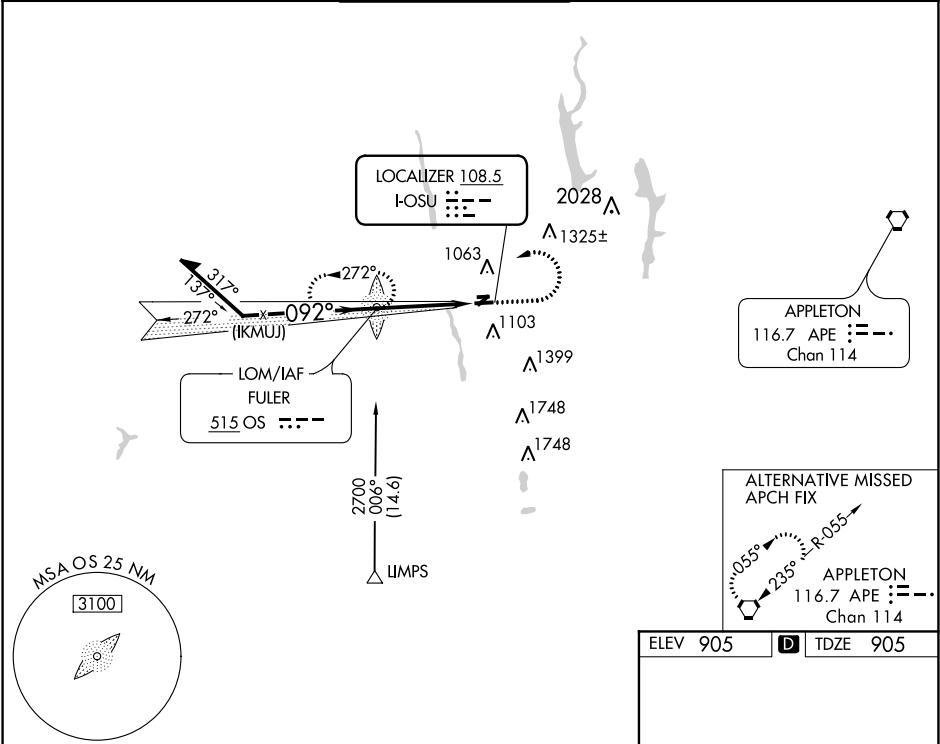 LOCALIZER 108.5
I-OSU
2028
1325±
1063
317°
137°
272°
272°
092°
(IKMUJ)
1103
APPLETON
116.7 APE
Chan 114
1399
LOM/IAF
FULER
515 OS
1748
1748
2700
006°
(14.6)
LIMPS
ALTERNATIVE MISSED
APCH FIX
R-055
055°
235°
APPLETON
116.7 APE
Chan 114
MSA OS 25 NM
3100
ELEV 905 D TDZE 905